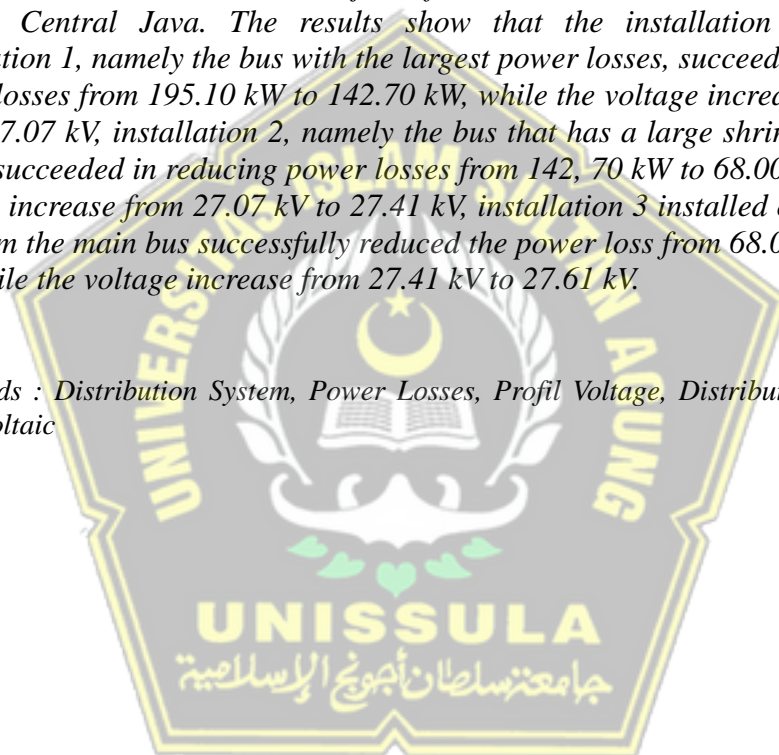 Central Java. The results show that the installation
ation 1, namely the bus with the largest power losses, succeed
losses from 195.10 kW to 142.70 kW, while the voltage increa
7.07 kV, installation 2, namely the bus that has a large shrin
succeeded in reducing power losses from 142, 70 kW to 68.00
increase from 27.07 kV to 27.41 kV, installation 3 installed
m the main bus successfully reduced the power loss from 68.0
ile the voltage increase from 27.41 kV to 27.61 kV.
ds : Distribution System, Power Losses, Profil Voltage, Distribut
oltaic
UNIVERSITAS ISLAM SULTAN AGUNG
UNISSULA
جامعة سلطان أجونج الإسلامية